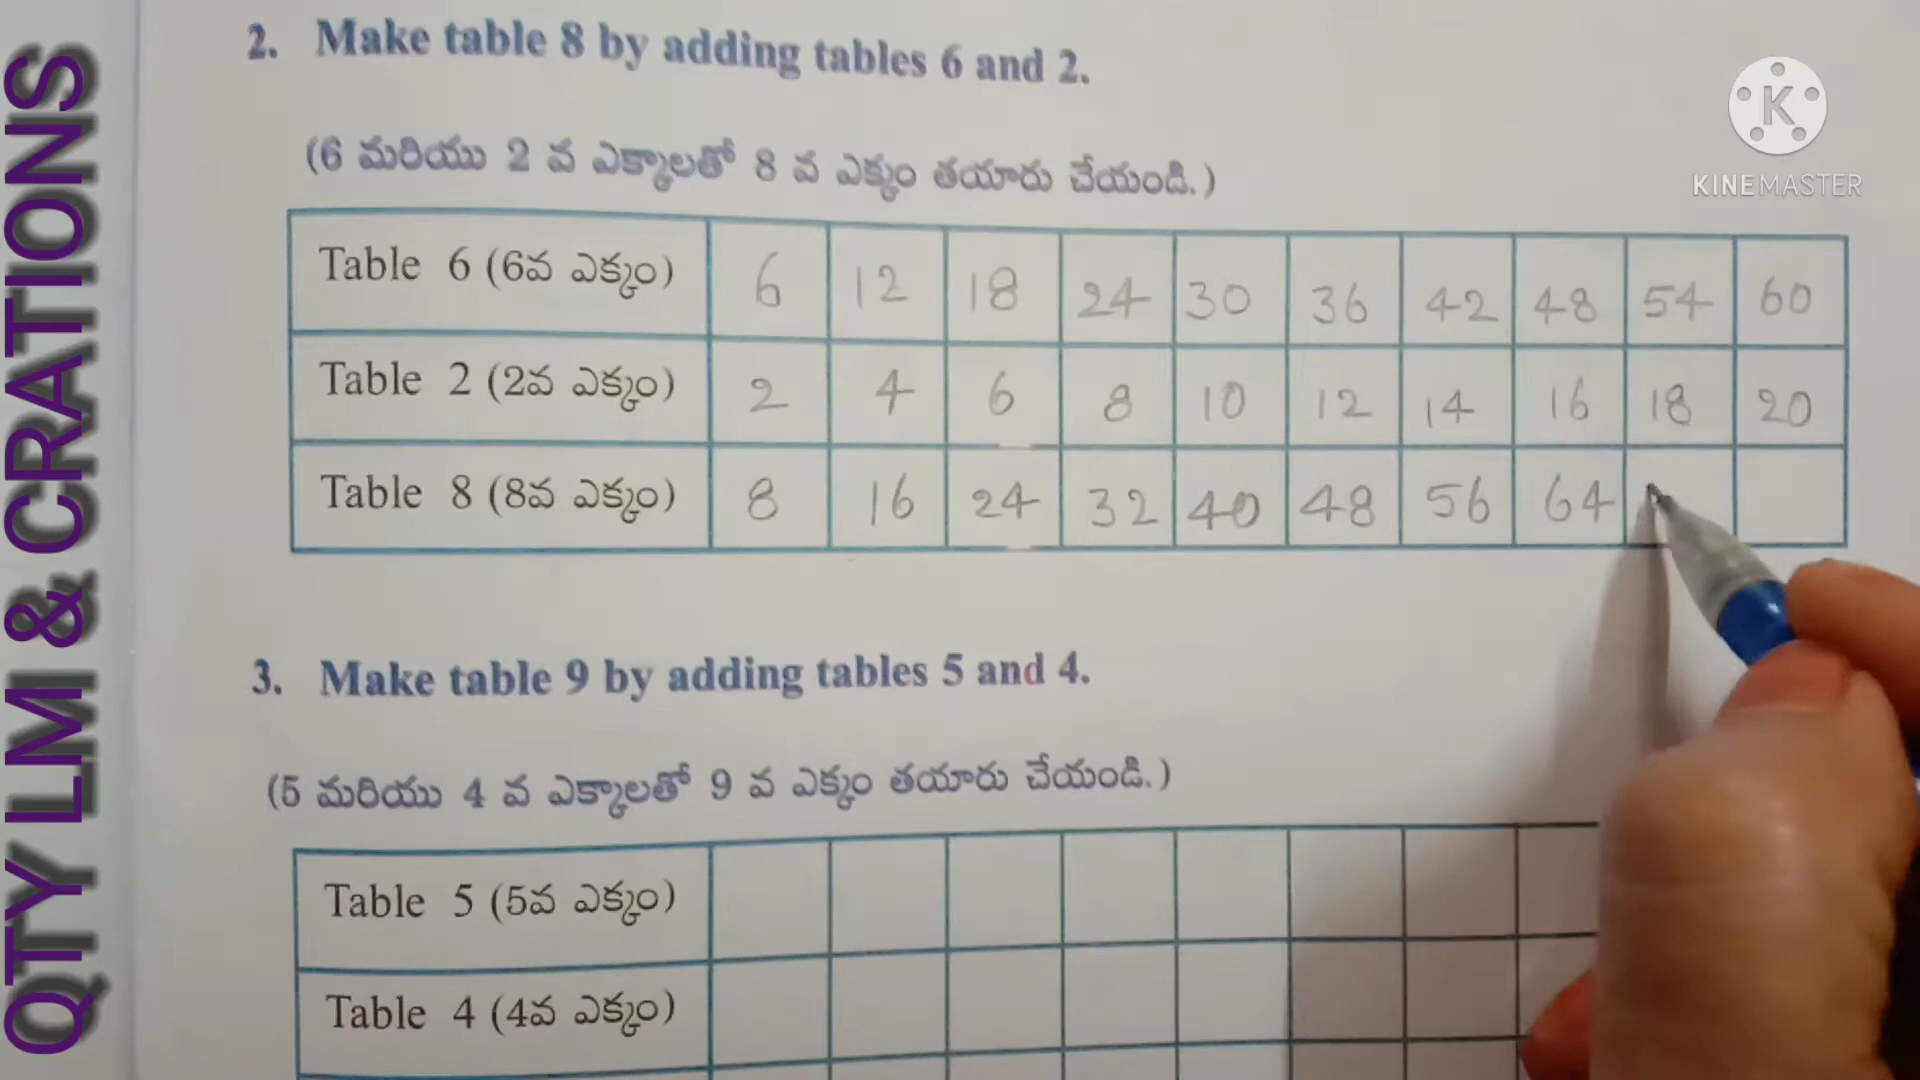 QTY LMI & CRATIONS
2. Make table 8 by adding tables 6 and 2.
(6 మరియు 2 వ ఎక్కాలతో 8 వ ఎక్కం తయారు చేయండి.)
K
KINEMASTER
Table 6 (6వ ఎక్కం) 6 12 18 24 30 36 42 48 54 60
Table 2 (2వ ఎక్కం) 2 4 6 8 10 12 14 16 18 20
Table 8 (8వ ఎక్కం) 8 16 24 32 40 48 56 64
3. Make table 9 by adding tables 5 and 4.
(5 మరియు 4 వ ఎక్కాలతో 9 వ ఎక్కం తయారు చేయండి.)
Table 5 (5వ ఎక్కం)
Table 4 (4వ ఎక్కం)